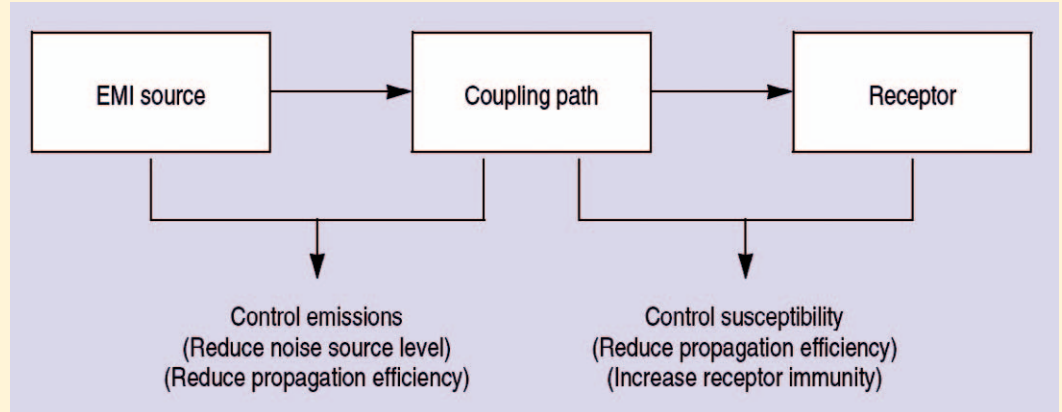 EMI source
Coupling path
Receptor
Control emissions
(Reduce noise source level)
(Reduce propagation efficiency)
Control susceptibility
(Reduce propagation efficiency)
(Increase receptor immunity)